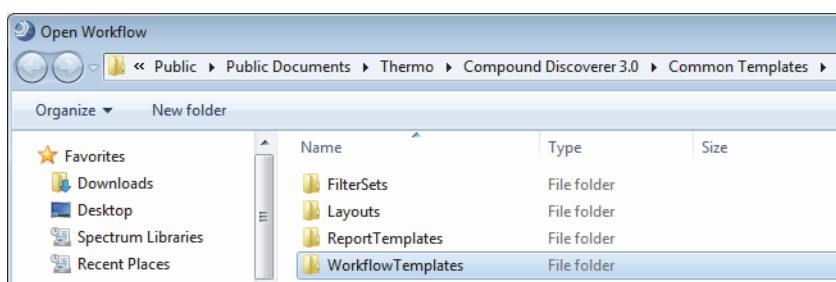 Open Workflow
« Public ▸ Public Documents ▸ Thermo ▸ Compound Discoverer 3.0 ▸ Common Templates ▸
Organize ▾ New folder
Name Type Size
Favorites
Downloads
Desktop
Spectrum Libraries
Recent Places
FilterSets File folder
Layouts File folder
ReportTemplates File folder
WorkflowTemplates File folder